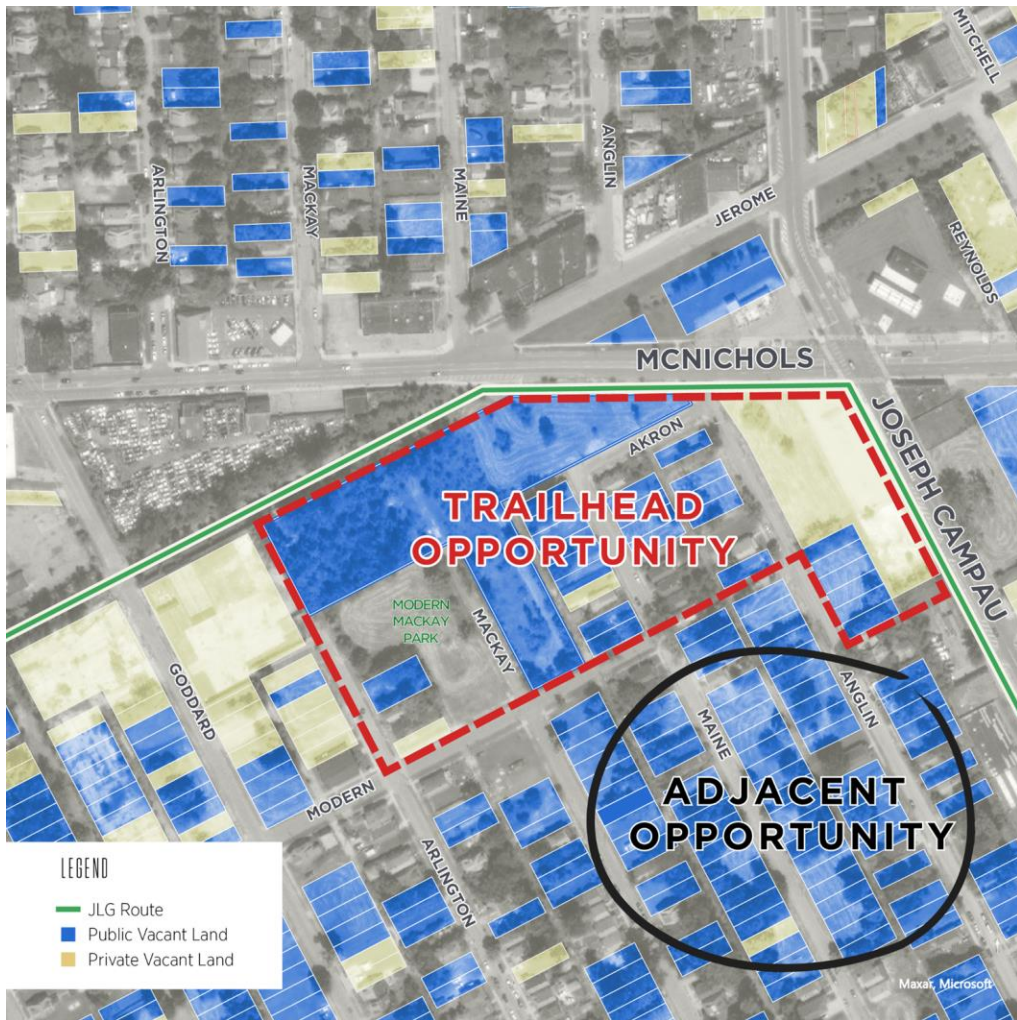 MITCHELL
ARLINGTON
MACKAY
MAINE
ANGLIN
JEROME
REYNOLDS
MCNICHOLS
JOSEPH CAMPAU
AKRON
TRAILHEAD
OPPORTUNITY
MODERN
MACKAY
PARK
MACKAY
GODDARD
MAINE
ANGLIN
MODERN
ARLINGTON
ADJACENT
OPPORTUNITY
LEGEND
JLG Route
Public Vacant Land
Private Vacant Land
Maxar, Microsoft